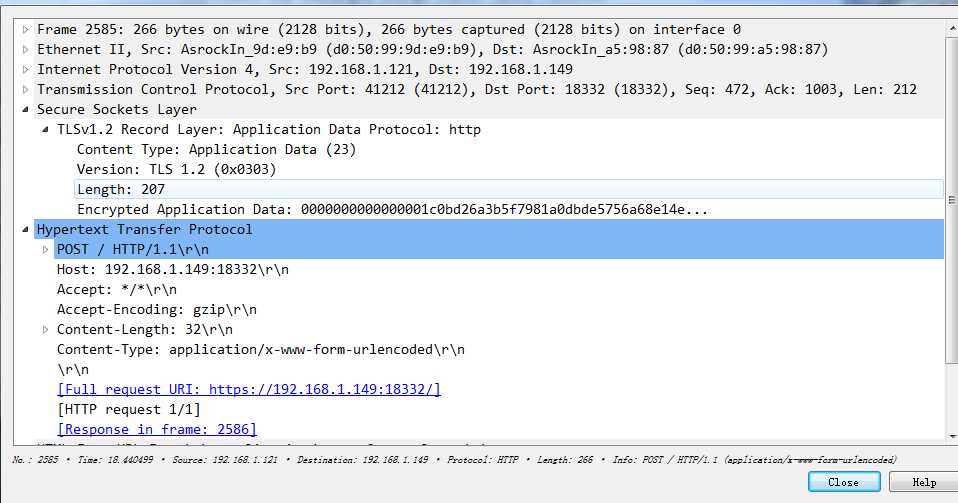 Frame 2585: 266 bytes on wire (2128 bits), 266 bytes captured (2128 bits) on interface 0
Ethernet II, Src: AsrockIn_9d:e9:b9 (d0:50:99:9d:e9:b9), Dst: AsrockIn_a5:98:87 (d0:50:99:a5:98:87)
Internet Protocol Version 4, Src: 192.168.1.121, Dst: 192.168.1.149
Transmission Control Protocol, Src Port: 41212 (41212), Dst Port: 18332 (18332), Seq: 472, Ack: 1003, Len: 212
Secure Sockets Layer
TLSv1.2 Record Layer: Application Data Protocol: http
Content Type: Application Data (23)
Version: TLS 1.2 (0x0303)
Length: 207
Encrypted Application Data: 0000000000000001c0bd26a3b5f7981a0dbde5756a68e14e...
Hypertext Transfer Protocol
POST / HTTP/1.1\r\n
Host: 192.168.1.149:18332\r\n
Accept: */*\r\n
Accept-Encoding: gzip\r\n
Content-Length: 32\r\n
Content-Type: application/x-www-form-urlencoded\r\n
\r\n
[Full request URI: https://192.168.1.149:18332/]
[HTTP request 1/1]
[Response in frame: 2586]
No.: 2585 · Time: 18.440499 · Source: 192.168.1.121 · Destination: 192.168.1.149 · Protocol: HTTP · Length: 266 · Info: POST / HTTP/1.1 (application/x-www-form-urlencoded)
Close
Help